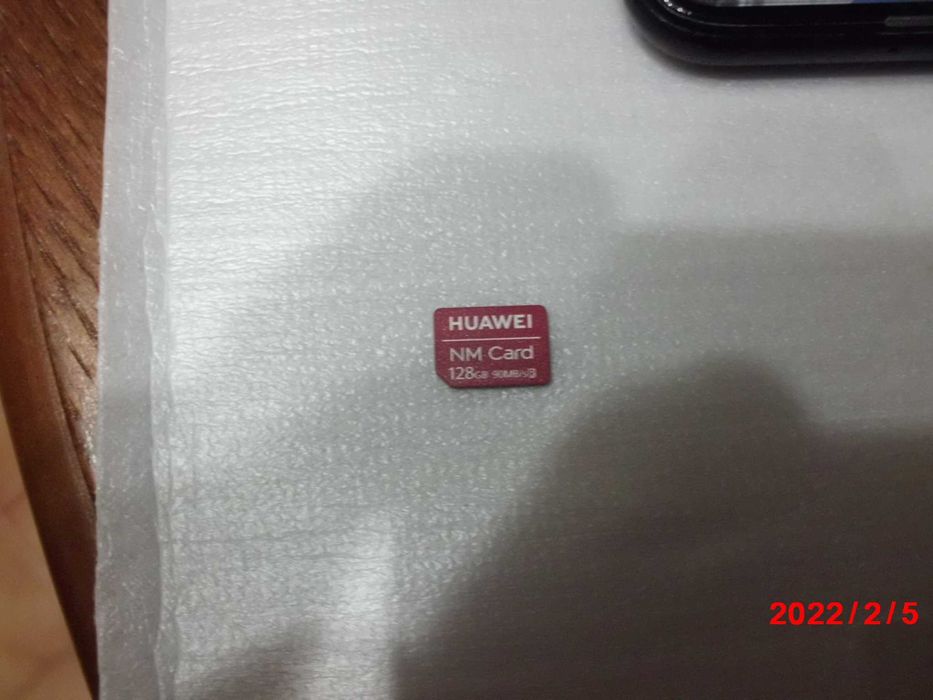 HUAWEI
NM Card
128GB 90MB/s
2022/2/5